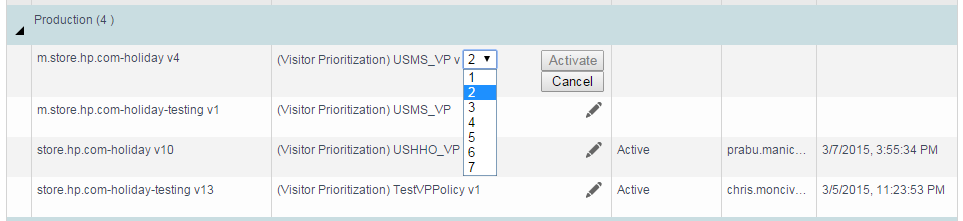 Production (4 )
m.store.hp.com-holiday v4 (Visitor Prioritization) USMS_VP v 2 Activate
Cancel
1
2
3
4
5
6
7
m.store.hp.com-holiday-testing v1 (Visitor Prioritization) USMS_VP
store.hp.com-holiday v10 (Visitor Prioritization) USHHO_VP Active prabu.manic... 3/7/2015, 3:55:34 PM
store.hp.com-holiday-testing v13 (Visitor Prioritization) TestVPPolicy v1 Active chris.monciv... 3/5/2015, 11:23:53 PM